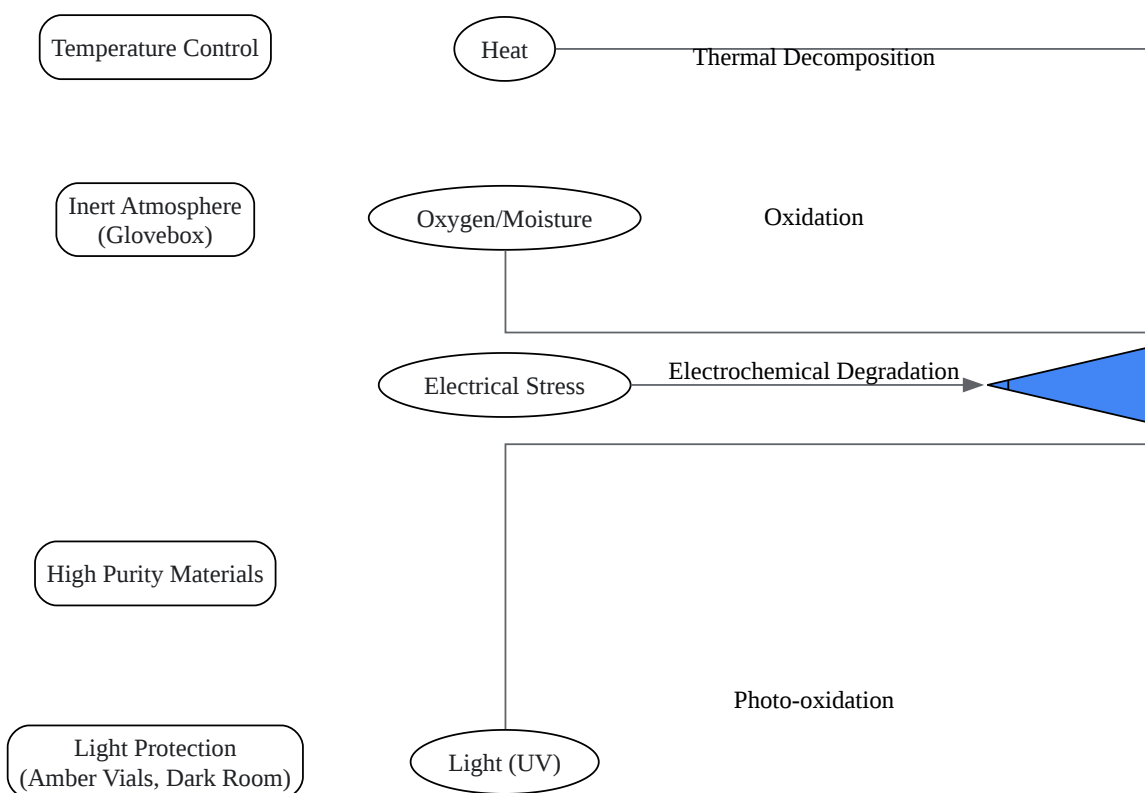 Temperature Control
Heat
Thermal Decomposition
Inert Atmosphere
(Glovebox)
Oxygen/Moisture
Oxidation
Electrical Stress
Electrochemical Degradation
High Purity Materials
Photo-oxidation
Light Protection
(Amber Vials, Dark Room)
Light (UV)